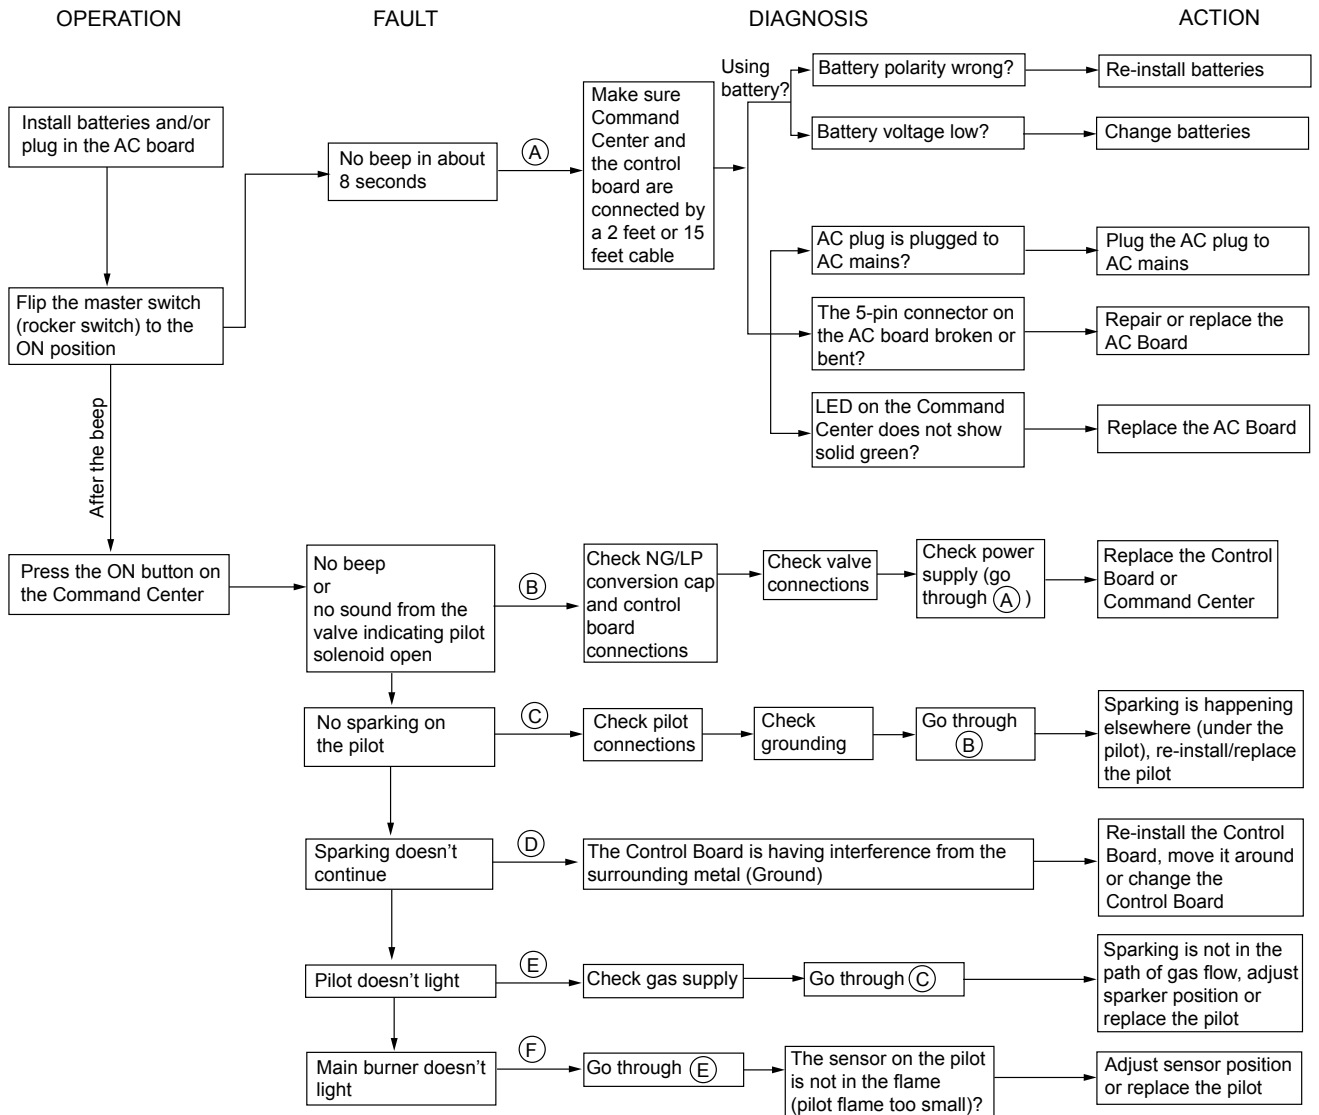 OPERATION
FAULT
DIAGNOSIS
ACTION
Install batteries and/or
plug in the AC board
Flip the master switch
(rocker switch) to the
ON position
After the beep
Press the ON button on
the Command Center
No beep in about
8 seconds
A
Make sure
Command
Center and
the control
board are
connected by
a 2 feet or 15
feet cable
Using
battery?
Battery polarity wrong?
Re-install batteries
Battery voltage low?
Change batteries
AC plug is plugged to
AC mains?
Plug the AC plug to
AC mains
The 5-pin connector on
the AC board broken or
bent?
Repair or replace the
AC Board
LED on the Command
Center does not show
solid green?
Replace the AC Board
No beep
or
no sound from the
valve indicating pilot
solenoid open
B
Check NG/LP
conversion cap
and control
board
connections
Check valve
connections
Check power
supply (go
through A )
Replace the Control
Board or
Command Center
No sparking on
the pilot
C
Check pilot
connections
Check
grounding
Go through
B
Sparking is happening
elsewhere (under the
pilot), re-install/replace
the pilot
Sparking doesn't
continue
D
The Control Board is having interference from the
surrounding metal (Ground)
Re-install the Control
Board, move it around
or change the
Control Board
Pilot doesn't light
E
Check gas supply
Go through C
Sparking is not in the
path of gas flow, adjust
sparker position or
replace the pilot
Main burner doesn't
light
F
Go through E
The sensor on the pilot
is not in the flame
(pilot flame too small)?
Adjust sensor position
or replace the pilot